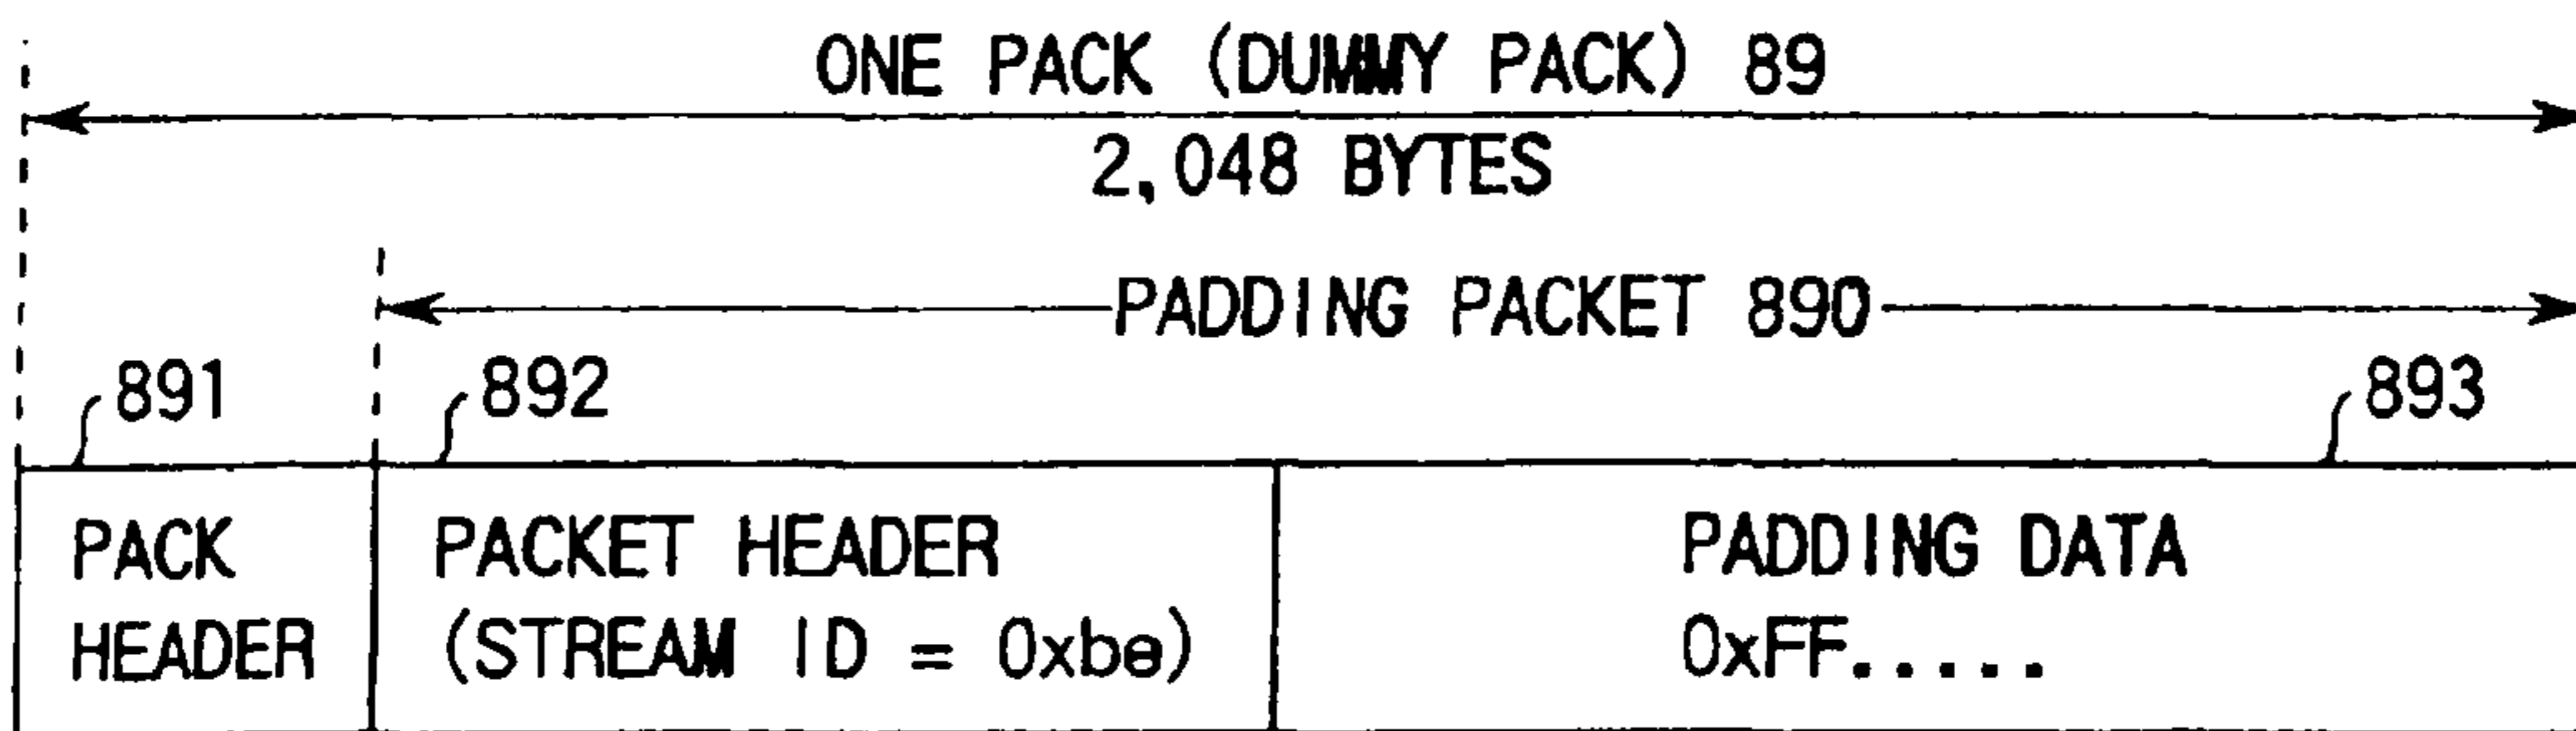 ONE PACK (DUMMY PACK) 89
2,048 BYTES
PADDING PACKET 890
891
892
893
PACK
HEADER
PACKET HEADER
(STREAM ID = 0xbe)
PADDING DATA
0xFF.....